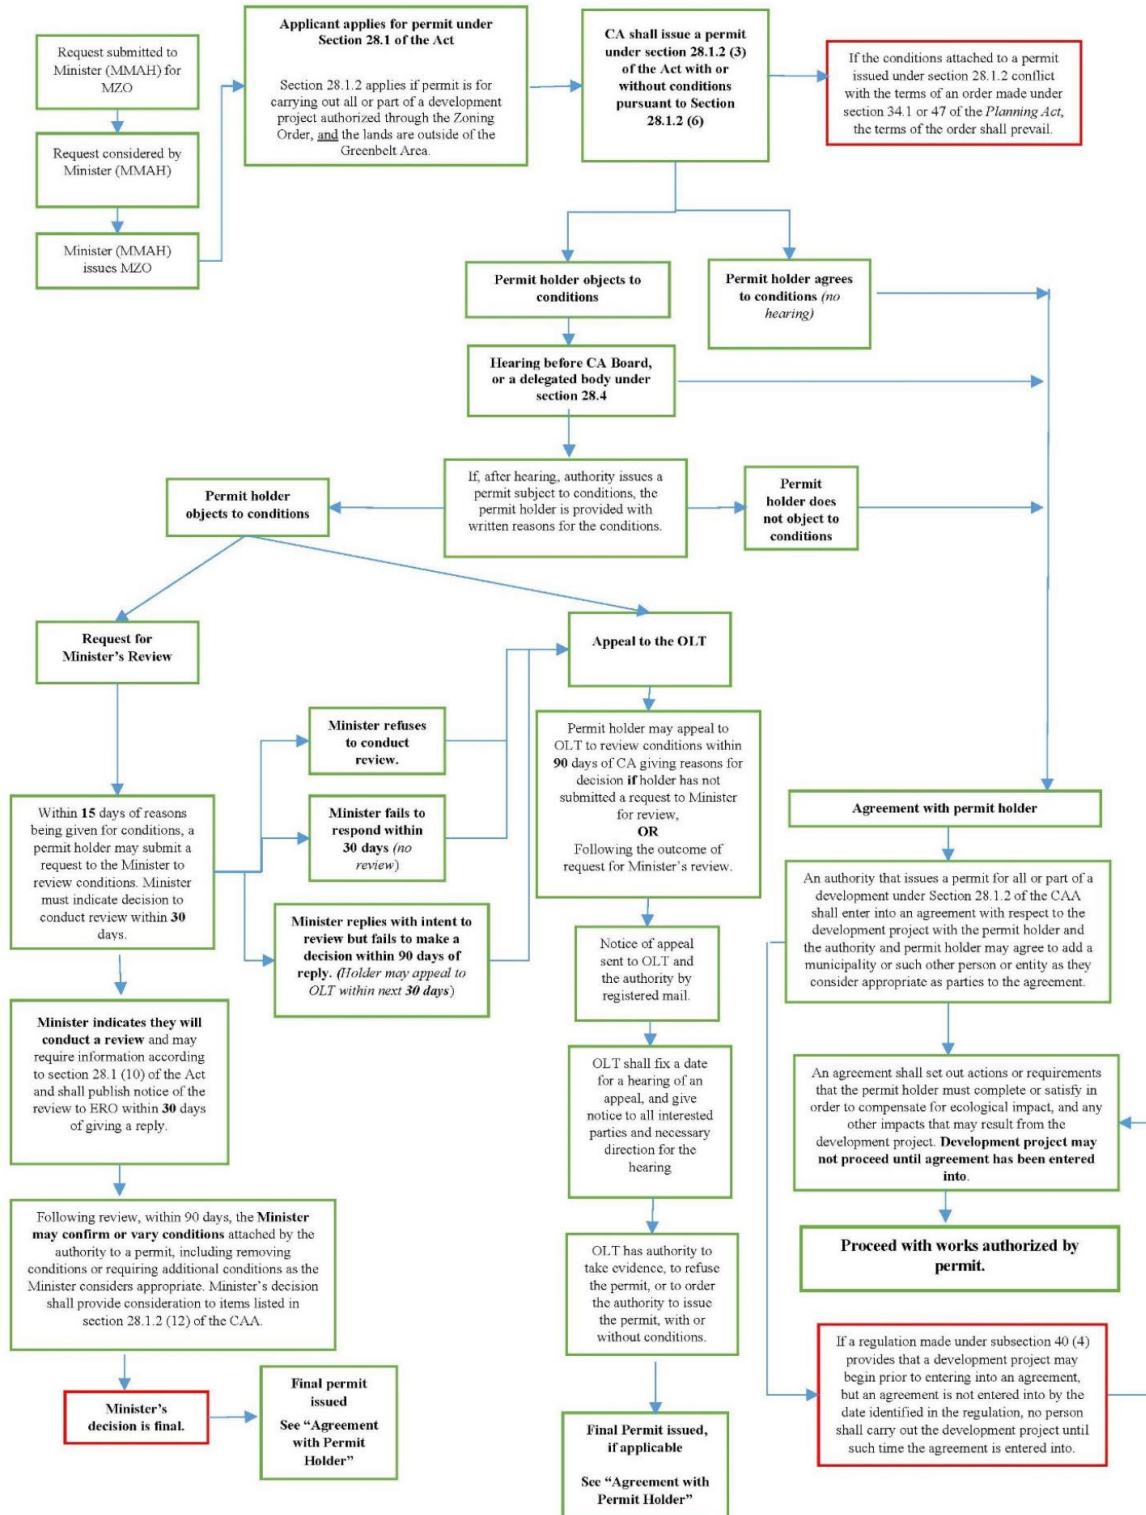 Request submitted to
Minister (MMAH) for
MZO
Request considered by
Minister (MMAH)
Minister (MMAH)
issues MZO
Applicant applies for permit under
Section 28.1 of the Act
Section 28.1.2 applies if permit is for
carrying out all or part of a development
project authorized through the Zoning
Order, and the lands are outside of the
Greenbelt Area.
CA shall issue a permit
under section 28.1.2 (3)
of the Act with or
without conditions
pursuant to Section
28.1.2 (6)
If the conditions attached to a permit
issued under section 28.1.2 conflict
with the terms of an order made under
section 34.1 or 47 of the Planning Act,
the terms of the order shall prevail.
Permit holder objects to
conditions
Permit holder agrees
to conditions (no
hearing)
Hearing before CA Board,
or a delegated body under
section 28.4
If, after hearing, authority issues a
permit subject to conditions, the
permit holder is provided with
written reasons for the conditions.
Permit
holder does
not object to
conditions
Permit holder
objects to conditions
Request for
Minister's Review
Appeal to the OLT
Within 15 days of reasons
being given for conditions, a
permit holder may submit a
request to the Minister to
review conditions. Minister
must indicate decision to
conduct review within 30
days.
Minister refuses
to conduct
review.
Minister fails to
respond within
30 days (no
review)
Minister replies with intent to
review but fails to make a
decision within 90 days of
reply. (Holder may appeal to
OLT within next 30 days)
Minister indicates they will
conduct a review and may
require information according
to section 28.1 (10) of the Act
and shall publish notice of the
review to ERO within 30 days
of giving a reply.
Following review, within 90 days, the Minister
may confirm or vary conditions attached by the
authority to a permit, including removing
conditions or requiring additional conditions as the
Minister considers appropriate. Minister's decision
shall provide consideration to items listed in
section 28.1.2 (12) of the CAA.
Minister's
decision is final.
Final permit
issued
See “Agreement
with Permit
Holder”
Permit holder may appeal to
OLT to review conditions within
90 days of CA giving reasons for
decision if holder has not
submitted a request to Minister
for review,
OR
Following the outcome of
request for Minister's review.
Notice of appeal
sent to OLT and
the authority by
registered mail.
OLT shall fix a date
for a hearing of an
appeal, and give
notice to all interested
parties and necessary
direction for the
hearing
OLT has authority to
take evidence, to refuse
the permit, or to order
the authority to issue
the permit, with or
without conditions.
Final Permit issued,
if applicable
See “Agreement with
Permit Holder”
Agreement with permit holder
An authority that issues a permit for all or part of a
development under Section 28.1.2 of the CAA
shall enter into an agreement with respect to the
development project with the permit holder and
the authority and permit holder may agree to add a
municipality or such other person or entity as they
consider appropriate as parties to the agreement.
An agreement shall set out actions or requirements
that the permit holder must complete or satisfy in
order to compensate for ecological impact, and any
other impacts that may result from the
development project. Development project may
not proceed until agreement has been entered
into.
Proceed with works authorized by
permit.
If a regulation made under subsection 40 (4)
provides that a development project may
begin prior to entering into an agreement,
but an agreement is not entered into by the
date identified in the regulation, no person
shall carry out the development project until
such time the agreement is entered into.